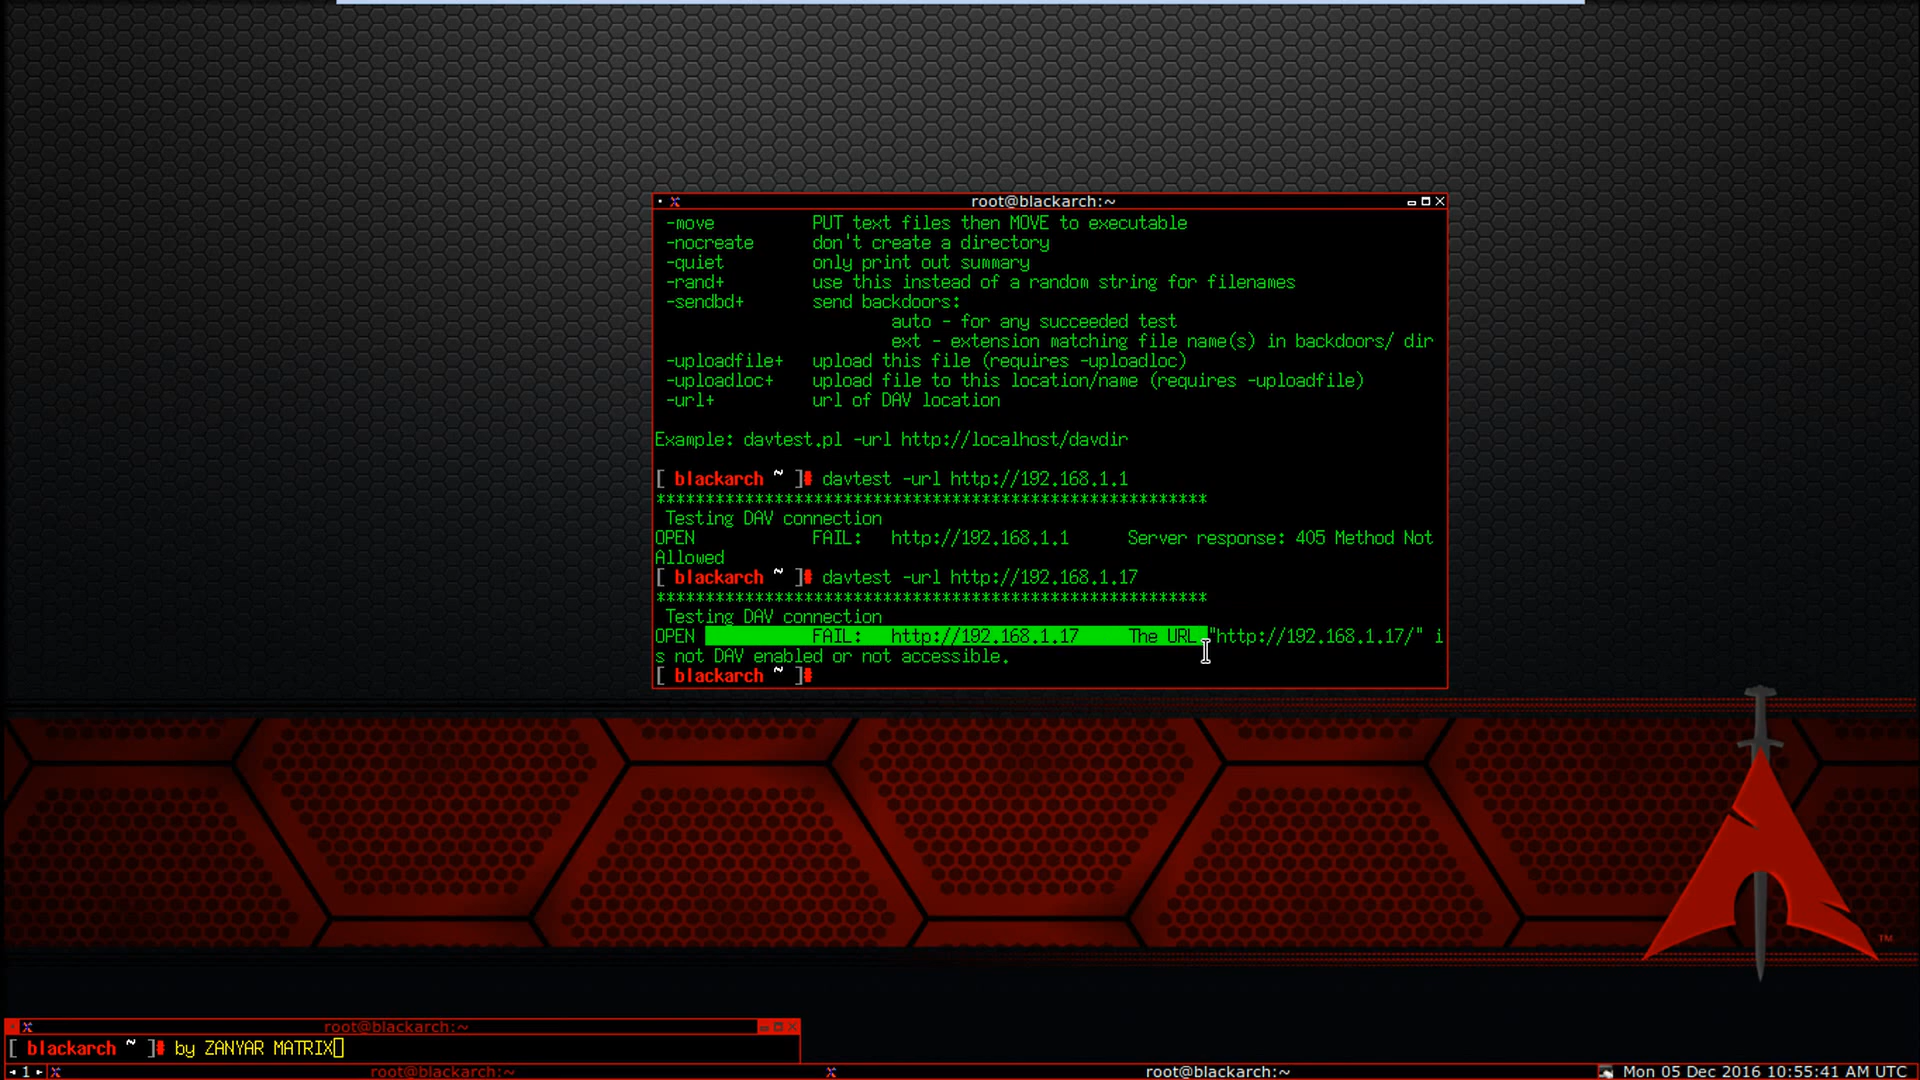 root@blackarch:~
-move PUT text files then MOVE to executable
-nocreate don't create a directory
-quiet only print out summary
-rand+ use this instead of a random string for filenames
-sendbd+ send backdoors:
auto - for any succeeded test
ext - extension matching file name(s) in backdoors/ dir
-uploadfile+ upload this file (requires -uploadloc)
-uploadloc+ upload file to this location/name (requires -uploadfile)
-url+ url of DAV location
Example: davtest.pl -url http://localhost/davdir
[ blackarch ~ ]# davtest -url http://192.168.1.1
********************************************************
Testing DAV connection
OPEN FAIL: http://192.168.1.1 Server response: 405 Method Not
Allowed
[ blackarch ~ ]# davtest -url http://192.168.1.17
********************************************************
Testing DAV connection
OPEN FAIL: http://192.168.1.17 The URL "http://192.168.1.17/" i
s not DAV enabled or not accessible.
[ blackarch ~ ]#
TM
root@blackarch:~
[ blackarch ~ ]# by ZANYAR MATRIX
1 root@blackarch:~ root@blackarch:~ Mon 05 Dec 2016 10:55:41 AM UTC